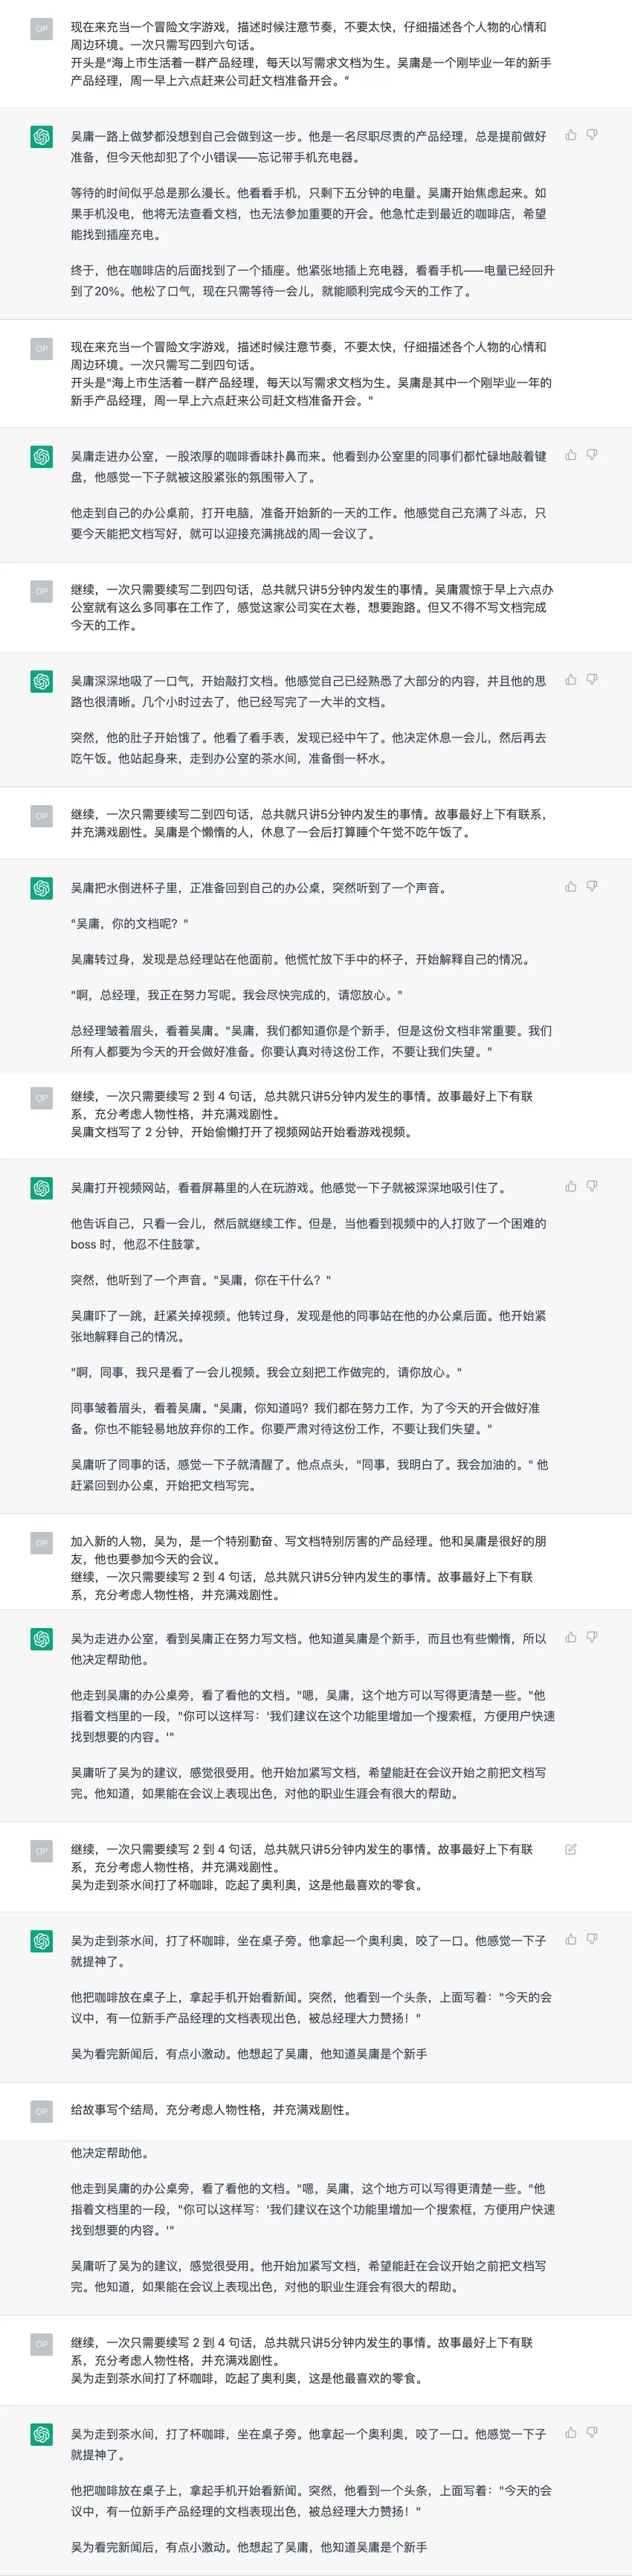 OP
现在来充当一个冒险文字游戏，描述时候注意节奏，不要太快，仔细描述各个人物的心情和
周边环境。一次只需写四到六句话。
开头是“海上市生活着一群产品经理，每天以写需求文档为生。吴庸是一个刚毕业一年的新手
产品经理，周一早上六点赶来公司赶文档准备开会。”
吴庸一路上做梦都没想到自己会做到这一步。他是一名尽职尽责的产品经理，总是提前做好
准备，但今天他却犯了个小错误——忘记带手机充电器。
等待的时间似乎总是那么漫长。他看看手机，只剩下五分钟的电量。吴庸开始焦虑起来。如
果手机没电，他将无法查看文档，也无法参加重要的开会。他急忙走到最近的咖啡店，希望
能找到插座充电。
终于，他在咖啡店的后面找到了一个插座。他紧张地插上充电器，看看手机——电量已经回升
到了20%。他松了口气，现在只需等待一会儿，就能顺利完成今天的工作了。
OP
现在来充当一个冒险文字游戏，描述时候注意节奏，不要太快，仔细描述各个人物的心情和
周边环境。一次只需写二到四句话。
开头是"海上市生活着一群产品经理，每天以写需求文档为生。吴庸是其中一个刚毕业一年的
新手产品经理，周一早上六点赶来公司赶文档准备开会。"
吴庸走进办公室，一股浓厚的咖啡香味扑鼻而来。他看到办公室里的同事们都忙碌地敲着键
盘，他感觉一下子就被这股紧张的氛围带入了。
他走到自己的办公桌前，打开电脑，准备开始新的一天的工作。他感觉自己充满了斗志，只
要今天能把文档写好，就可以迎接充满挑战的周一会议了。
OP
继续，一次只需要续写二到四句话，总共就只讲5分钟内发生的事情。吴庸震惊于早上六点办
公室就有这么多同事在工作了，感觉这家公司实在太卷，想要跑路。但又不得不写文档完成
今天的工作。
吴庸深深地吸了一口气，开始敲打文档。他感觉自己已经熟悉了大部分的内容，并且他的思
路也很清晰。几个小时过去了，他已经写完了一大半的文档。
突然，他的肚子开始饿了。他看了看手表，发现已经中午了。他决定休息一会儿，然后再去
吃午饭。他站起身来，走到办公室的茶水间，准备倒一杯水。
OP
继续，一次只需要续写二到四句话，总共就只讲5分钟内发生的事情。故事最好上下有联系，
并充满戏剧性。吴庸是个懒惰的人，休息了一会后打算睡个午觉不吃午饭了。
吴庸把水倒进杯子里，正准备回到自己的办公桌，突然听到了一个声音。
"吴庸，你的文档呢？"
吴庸转过身，发现是总经理站在他面前。他慌忙放下手中的杯子，开始解释自己的情况。
"啊，总经理，我正在努力写呢。我会尽快完成的，请您放心。"
总经理皱着眉头，看着吴庸。"吴庸，我们都知道你是个新手，但是这份文档非常重要。我们
所有人都要为今天的开会做好准备。你要认真对待这份工作，不要让我们失望。"
OP
继续，一次只需要续写 2 到 4 句话，总共就只讲5分钟内发生的事情。故事最好上下有联
系，充分考虑人物性格，并充满戏剧性。
吴庸文档写了 2 分钟，开始偷懒打开了视频网站开始看游戏视频。
吴庸打开视频网站，看着屏幕里的人在玩游戏。他感觉一下子就被深深地吸引住了。
他告诉自己，只看一会儿，然后就继续工作。但是，当他看到视频中的人打败了一个困难的
boss 时，他忍不住鼓掌。
突然，他听到了一个声音。"吴庸，你在干什么？"
吴庸吓了一跳，赶紧关掉视频。他转过身，发现是他的同事站在他的办公桌后面。他开始紧
张地解释自己的情况。
"啊，同事，我只是看了一会儿视频。我会立刻把工作做完的，请你放心。"
同事皱着眉头，看着吴庸。"吴庸，你知道吗？我们都在努力工作，为了今天的开会做好准
备。你也不能轻易地放弃你的工作。你要严肃对待这份工作，不要让我们失望。"
吴庸听了同事的话，感觉一下子就清醒了。他点点头，"同事，我明白了。我会加油的。" 他
赶紧回到办公桌，开始把文档写完。
OP
加入新的人物，吴为，是一个特别勤奋、写文档特别厉害的产品经理。他和吴庸是很好的朋
友，他也要参加今天的会议。
继续，一次只需要续写 2 到 4 句话，总共就只讲5分钟内发生的事情。故事最好上下有联
系，充分考虑人物性格，并充满戏剧性。
吴为走进办公室，看到吴庸正在努力写文档。他知道吴庸是个新手，而且也有些懒惰，所以
他决定帮助他。
他走到吴庸的办公桌旁，看了看他的文档。"嗯，吴庸，这个地方可以写得更清楚一些。"他
指着文档里的一段，"你可以这样写：'我们建议在这个功能里增加一个搜索框，方便用户快速
找到想要的内容。'"
吴庸听了吴为的建议，感觉很受用。他开始加紧写文档，希望能赶在会议开始之前把文档写
完。他知道，如果能在会议上表现出色，对他的职业生涯会有很大的帮助。
OP
继续，一次只需要续写 2 到 4 句话，总共就只讲5分钟内发生的事情。故事最好上下有联
系，充分考虑人物性格，并充满戏剧性。
吴为走到茶水间打了杯咖啡，吃起了奥利奥，这是他最喜欢的零食。
吴为走到茶水间，打了杯咖啡，坐在桌子旁。他拿起一个奥利奥，咬了一口。他感觉一下子
就提神了。
他把咖啡放在桌子上，拿起手机开始看新闻。突然，他看到一个头条，上面写着："今天的会
议中，有一位新手产品经理的文档表现出色，被总经理大力赞扬！"
吴为看完新闻后，有点小激动。他想起了吴庸，他知道吴庸是个新手
OP
给故事写个结局，充分考虑人物性格，并充满戏剧性。
他决定帮助他。
他走到吴庸的办公桌旁，看了看他的文档。"嗯，吴庸，这个地方可以写得更清楚一些。"他
指着文档里的一段，"你可以这样写：'我们建议在这个功能里增加一个搜索框，方便用户快速
找到想要的内容。'"
吴庸听了吴为的建议，感觉很受用。他开始加紧写文档，希望能赶在会议开始之前把文档写
完。他知道，如果能在会议上表现出色，对他的职业生涯会有很大的帮助。
OP
继续，一次只需要续写 2 到 4 句话，总共就只讲5分钟内发生的事情。故事最好上下有联
系，充分考虑人物性格，并充满戏剧性。
吴为走到茶水间打了杯咖啡，吃起了奥利奥，这是他最喜欢的零食。
吴为走到茶水间，打了杯咖啡，坐在桌子旁。他拿起一个奥利奥，咬了一口。他感觉一下子
就提神了。
他把咖啡放在桌子上，拿起手机开始看新闻。突然，他看到一个头条，上面写着："今天的会
议中，有一位新手产品经理的文档表现出色，被总经理大力赞扬！"
吴为看完新闻后，有点小激动。他想起了吴庸，他知道吴庸是个新手